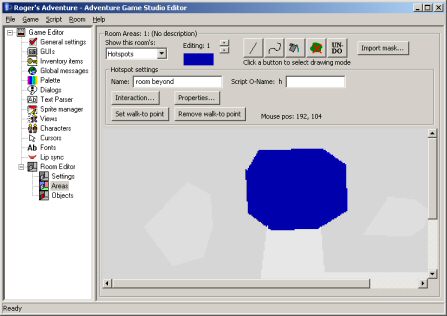 Roger's Adventure - Adventure Game Studio Editor
File Game Script Room Help
Game Editor
General settings
GUIs
Inventory items
Global messages
Palette
Dialogs
Text Parser
Sprite manager
Views
Characters
Cursors
Fonts
Lip sync
Room Editor
Settings
Areas
Objects
Room Areas: 1: (No description)
Show this room's:
Hotspots
Editing: 1
UN-
DO
Import mask...
Click a button to select drawing mode
Hotspot settings
Name: room beyond
Script O-Name: h
Interaction...
Properties...
Set walk-to point
Remove walk-to point
Mouse pos: 192, 104
Ready